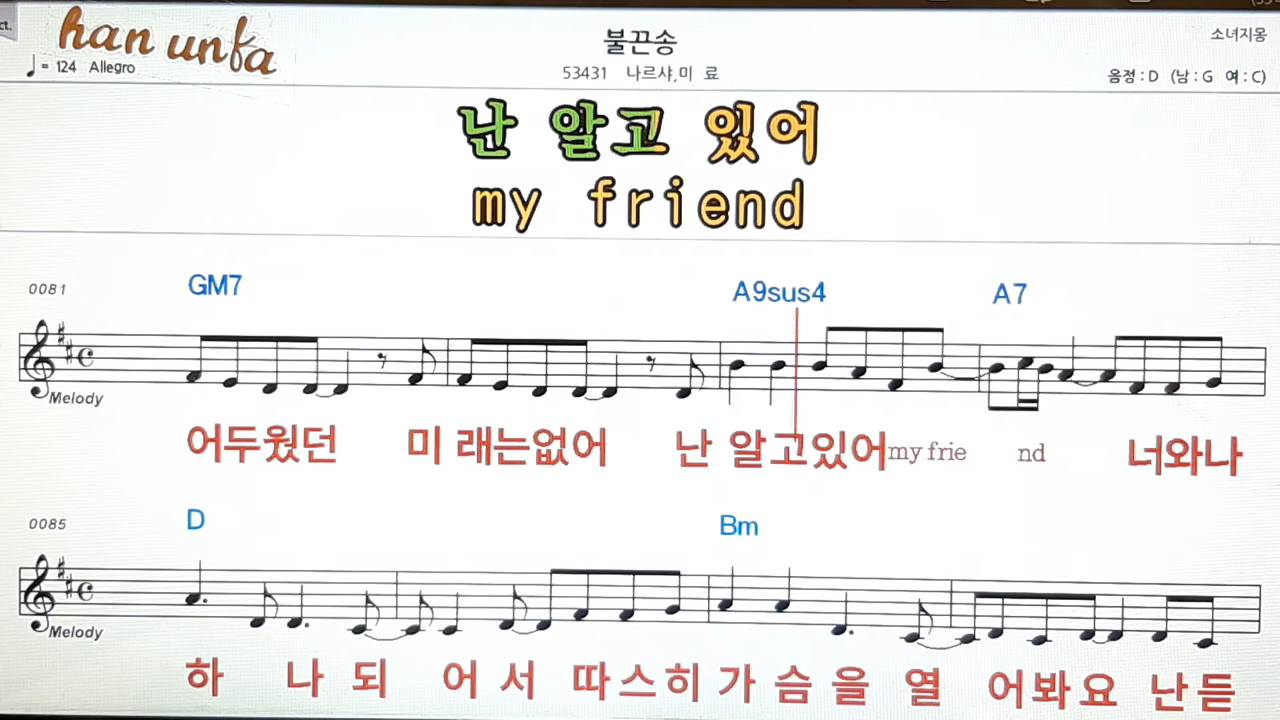 ct.
han unfa
불끈송
소녀지몽
♩= 124 Allegro
53431 나르샤,미 료
음정 : D (남 : G 여 : C)
난 알고 있어
my friend
0081 GM7 A9sus4 A7
Melody
어두웠던 미 래는없어 난 알고있어my frie nd 너와나
0085 D Bm
Melody
하 나 되 어 서 따스히 가 슴 을 열 어봐요 난듣